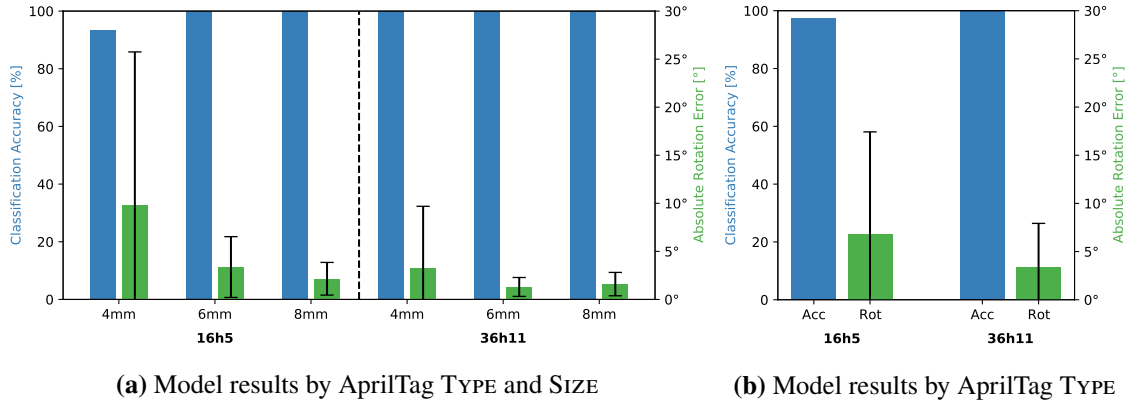 100
80
60
40
20
0
Classification Accuracy [%]
30°
25°
20°
15°
10°
5°
0°
Absolute Rotation Error [°]
4mm 6mm 8mm 4mm 6mm 8mm
16h5 36h11
(a) Model results by AprilTag TYPE and SIZE
100
80
60
40
20
0
Classification Accuracy [%]
30°
25°
20°
15°
10°
5°
0°
Absolute Rotation Error [°]
Acc Rot Acc Rot
16h5 36h11
(b) Model results by AprilTag TYPE